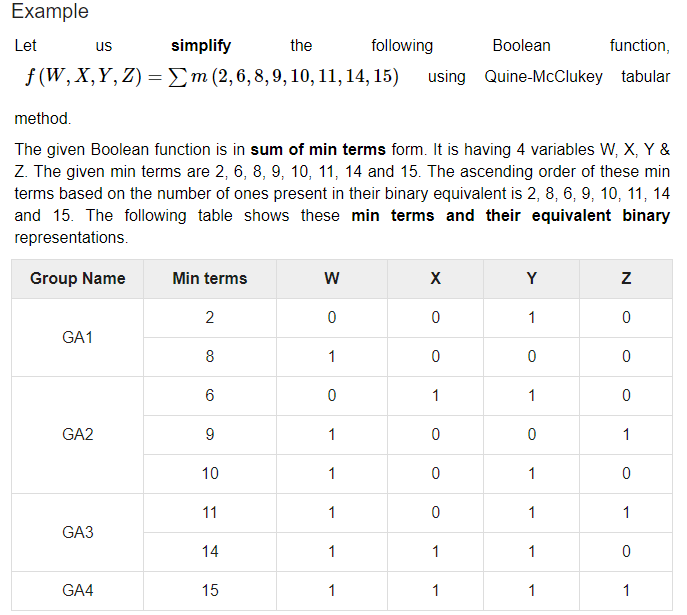 Example
Let us simplify the following Boolean function,
f (W, X, Y, Z) = ∑ m (2, 6, 8, 9, 10, 11, 14, 15) using Quine-McClukey tabular
method.
The given Boolean function is in sum of min terms form. It is having 4 variables W, X, Y &
Z. The given min terms are 2, 6, 8, 9, 10, 11, 14 and 15. The ascending order of these min
terms based on the number of ones present in their binary equivalent is 2, 8, 6, 9, 10, 11, 14
and 15. The following table shows these min terms and their equivalent binary
representations.
Group Name Min terms W X Y Z
GA1
2 0 0 1 0
8 1 0 0 0
GA2
6 0 1 1 0
9 1 0 0 1
10 1 0 1 0
GA3
11 1 0 1 1
14 1 1 1 0
GA4 15 1 1 1 1